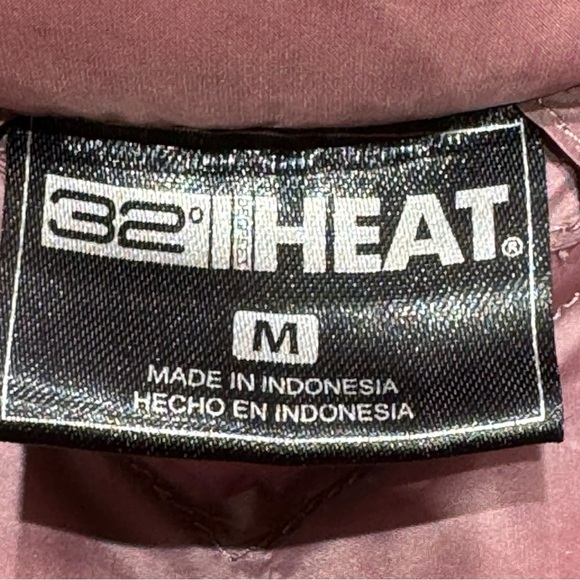 32° HEAT®
M
MADE IN INDONESIA
HECHO EN INDONESIA